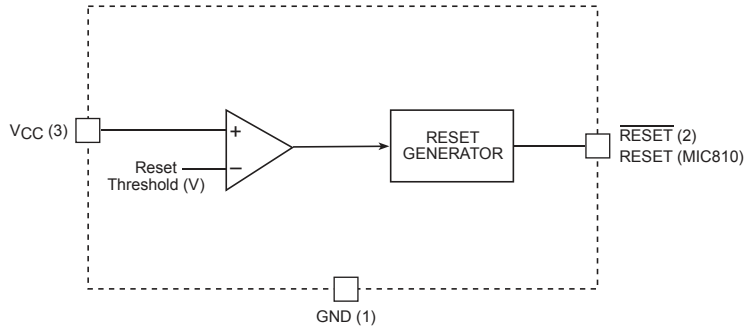 VCC (3)
+
−
Reset
Threshold (V)
RESET
GENERATOR
RESET (2)
RESET (MIC810)
GND (1)